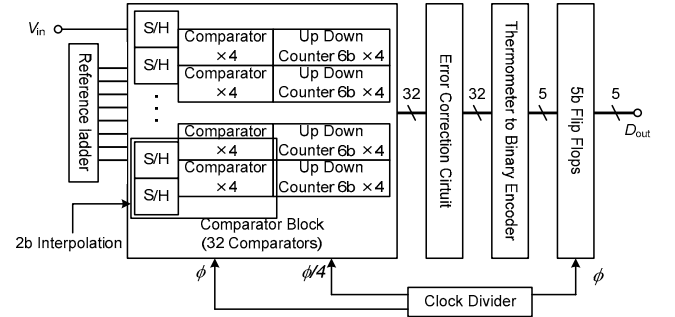 Vin
S/H
S/H
Comparator
×4
Up Down
Counter 6b ×4
Comparator
×4
Up Down
Counter 6b ×4
Reference ladder
Comparator
×4
Up Down
Counter 6b ×4
S/H
S/H
Comparator
×4
Up Down
Counter 6b ×4
2b Interpolation
Comparator Block
(32 Comparators)
32
Error Correction Cirtuit
32
Thermometer to Binary Encoder
5
5b Flip Flops
5
Dout
ϕ
ϕ/4
ϕ
Clock Divider